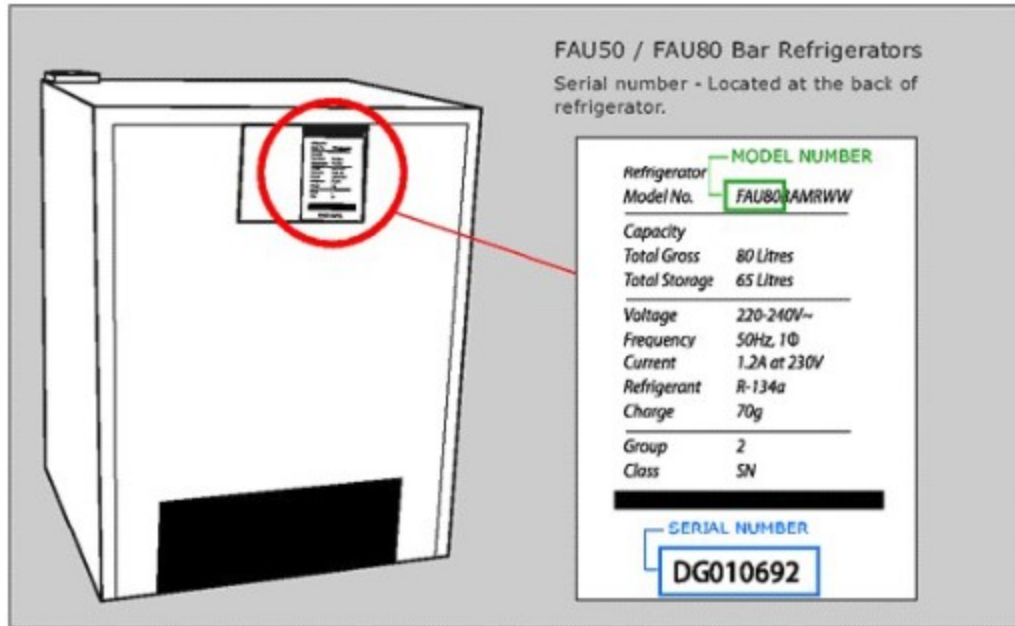 FAU50 / FAU80 Bar Refrigerators
Serial number - Located at the back of
refrigerator.
MODEL NUMBER
Refrigerator
Model No. FAU80BAMRWW
Capacity
Total Gross 80 Litres
Total Storage 65 Litres
Voltage 220-240V~
Frequency 50Hz, 1Φ
Current 1.2A at 230V
Refrigerant R-134a
Charge 70g
Group 2
Class SN
SERIAL NUMBER
DG010692